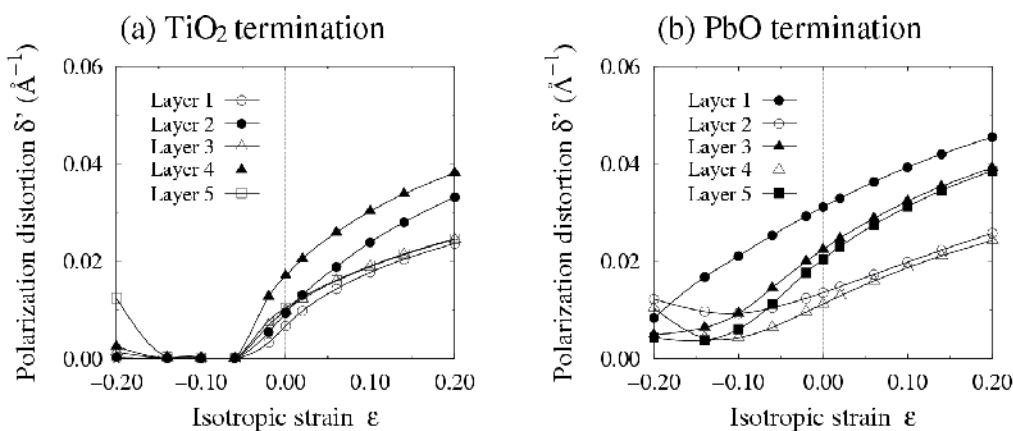 (a) TiO₂ termination
Polarization distortion δ' (Å⁻¹)
0.06
0.04
0.02
0.00
Layer 1
Layer 2
Layer 3
Layer 4
Layer 5
−0.20 −0.10 0.00 0.10 0.20
Isotropic strain ε
(b) PbO termination
Polarization distortion δ' (Å⁻¹)
0.06
0.04
0.02
0.00
Layer 1
Layer 2
Layer 3
Layer 4
Layer 5
−0.20 −0.10 0.00 0.10 0.20
Isotropic strain ε